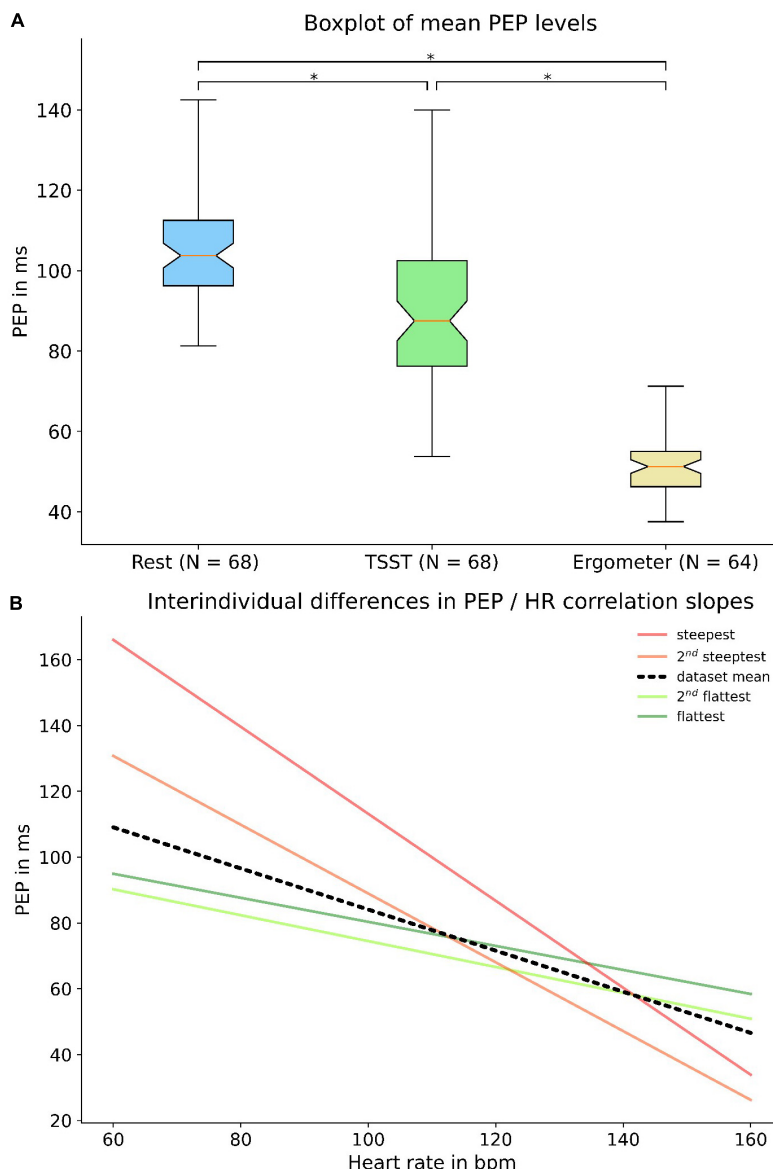 A
Boxplot of mean PEP levels
*
* *
PEP in ms
140
120
100
80
60
40
Rest (N = 68) TSST (N = 68) Ergometer (N = 64)
B
Interindividual differences in PEP / HR correlation slopes
steepest
2nd steeptest
dataset mean
2nd flattest
flattest
PEP in ms
160
140
120
100
80
60
40
20
60 80 100 120 140 160
Heart rate in bpm